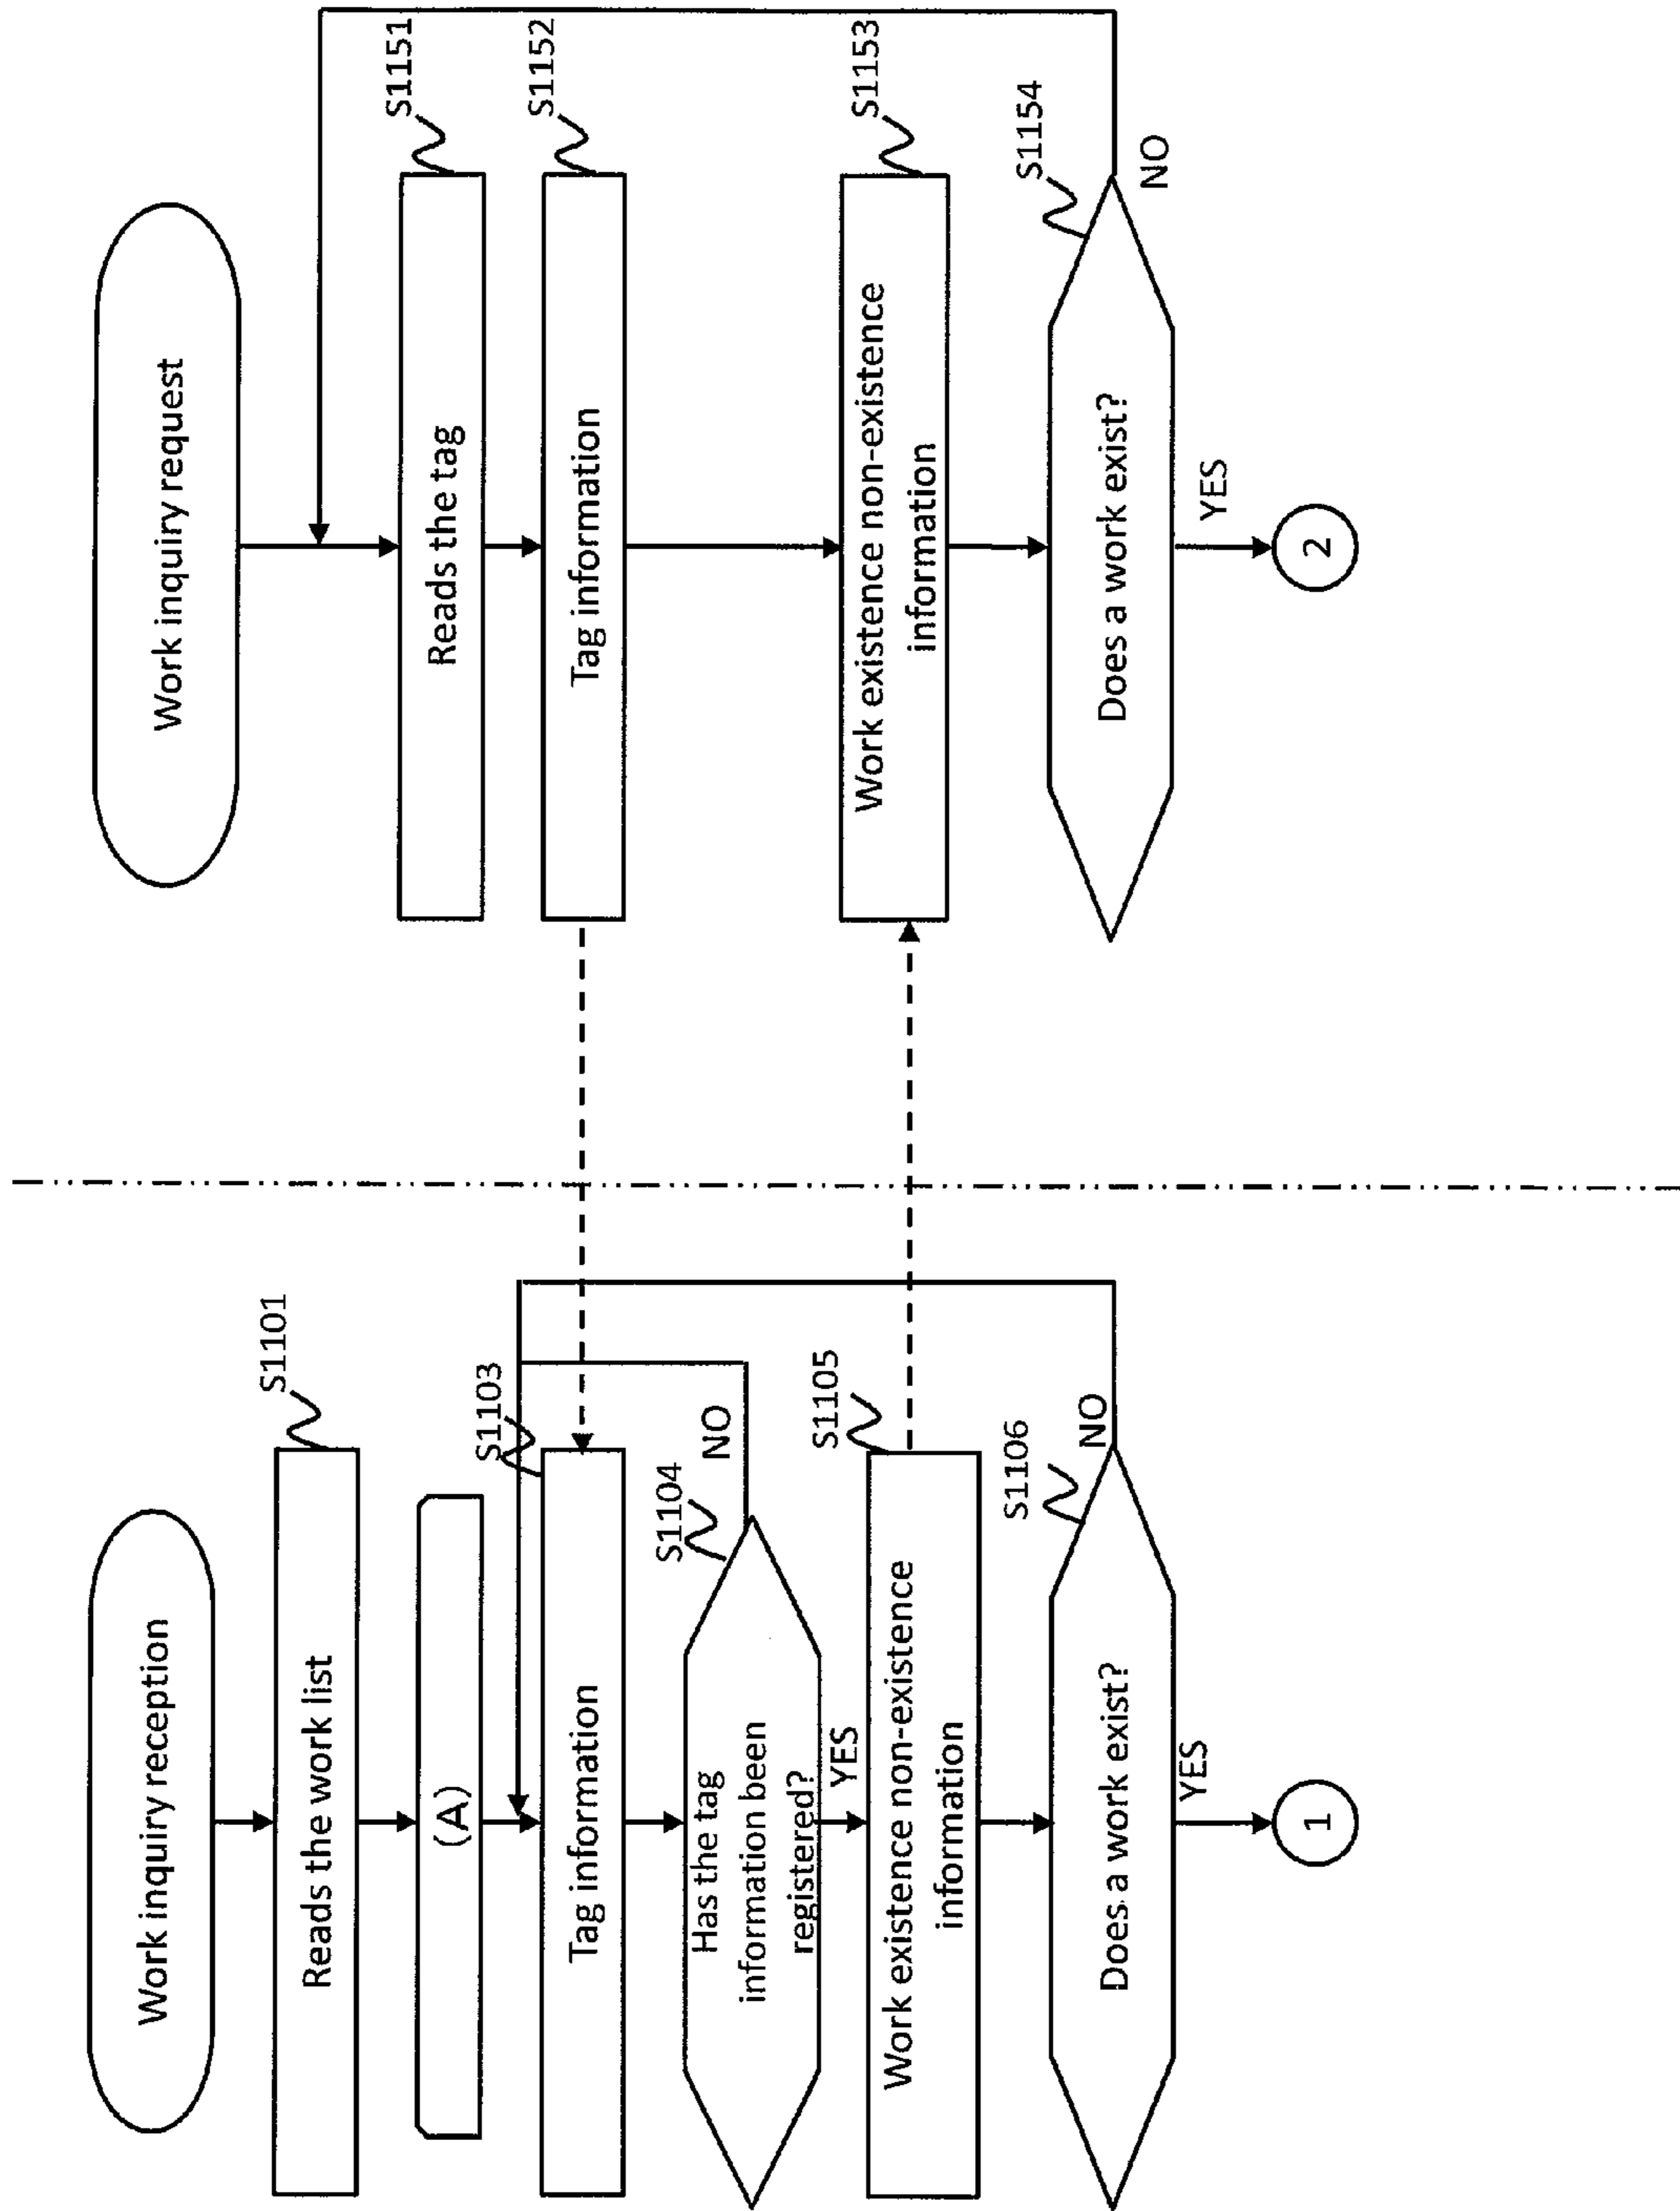 Work inquiry reception
S1101
Reads the work list
(A)
S1103
Tag information
S1104
Has the tag
information been
registered?
NO
YES
S1105
Work existence non-existence
information
S1106
Does a work exist?
NO
YES
1
Work inquiry request
S1151
Reads the tag
S1152
Tag information
S1153
Work existence non-existence
information
S1154
Does a work exist?
NO
YES
2